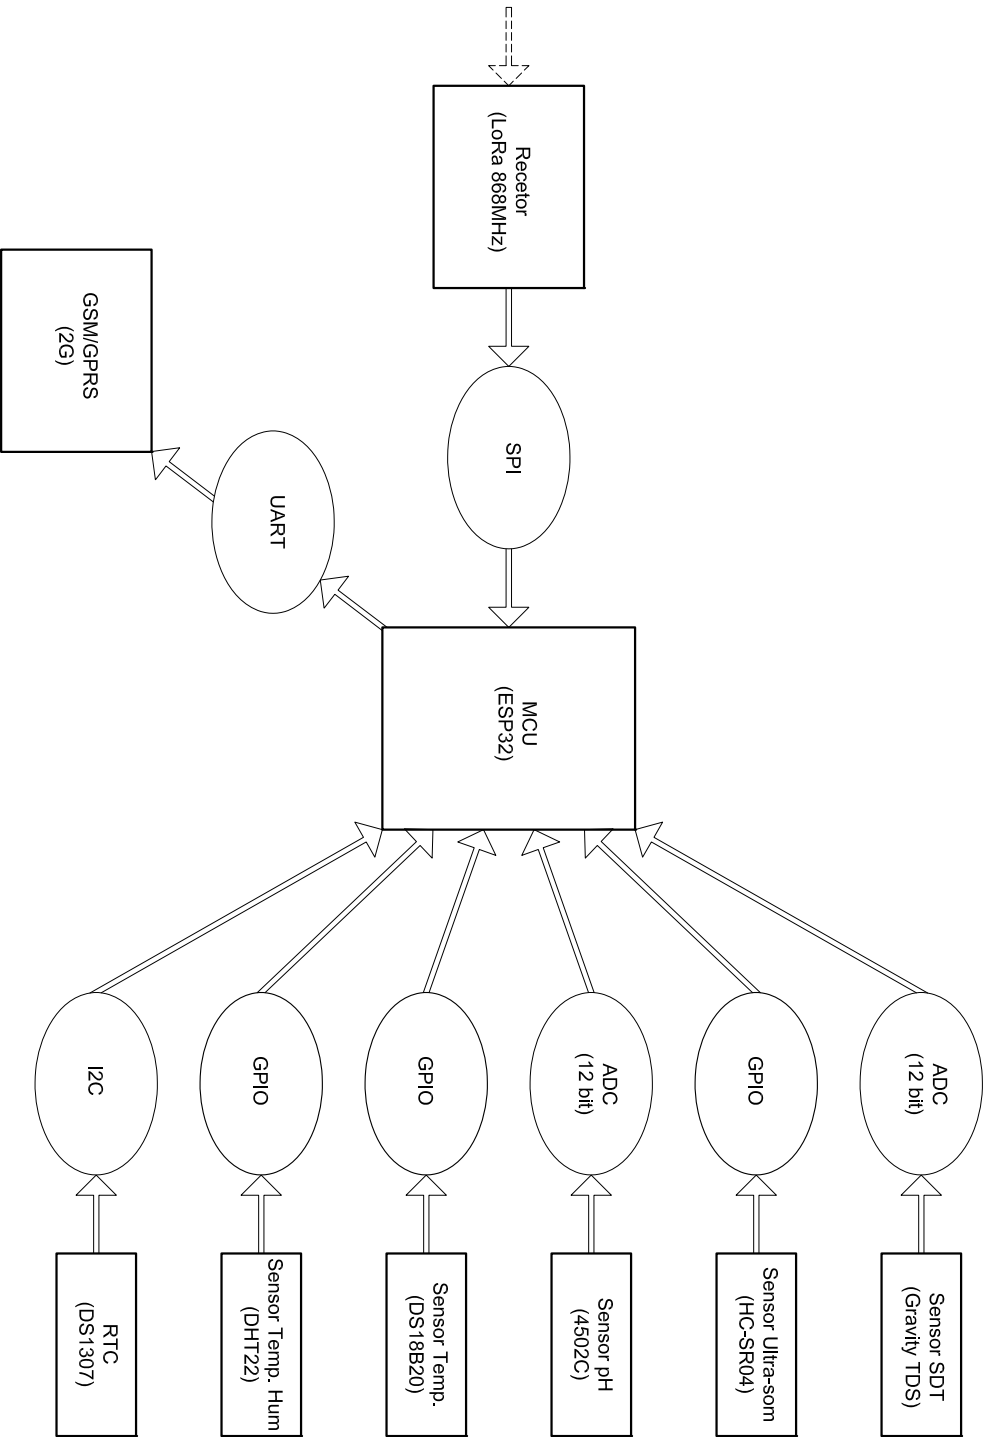 Recetor
(LoRa 868MHz)
SPI
MCU
(ESP32)
UART
GSM/GPRS
(2G)
ADC
(12 bit)
Sensor SDT
(Gravity TDS)
GPIO
Sensor Ultra-som
(HC-SR04)
ADC
(12 bit)
Sensor pH
(4502C)
GPIO
Sensor Temp.
(DS18B20)
GPIO
Sensor Temp. Hum
(DHT22)
I2C
RTC
(DS1307)